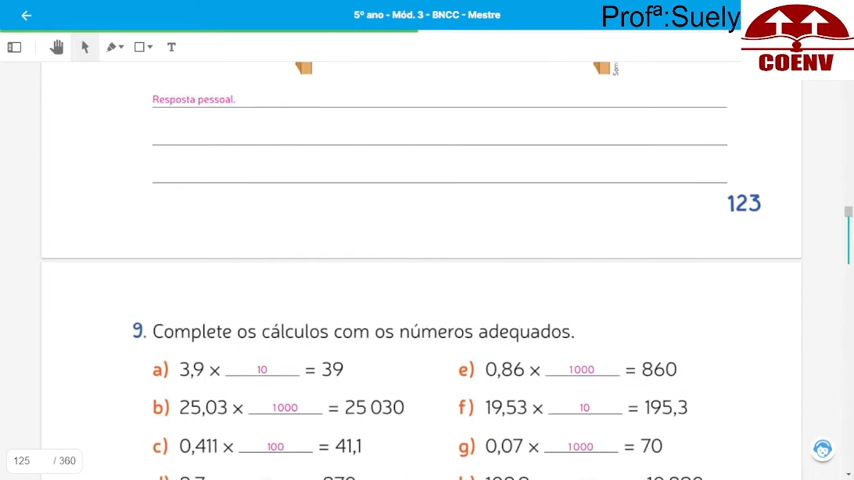 5º ano - Mód. 3 - BNCC - Mestre
Profª:Suely
COENV
T
Resposta pessoal.
123
9. Complete os cálculos com os números adequados.
a) 3,9 × 10 = 39
b) 25,03 × 1000 = 25 030
c) 0,411 × 100 = 41,1
e) 0,86 × 1000 = 860
f) 19,53 × 10 = 195,3
g) 0,07 × 1000 = 70
125 / 360